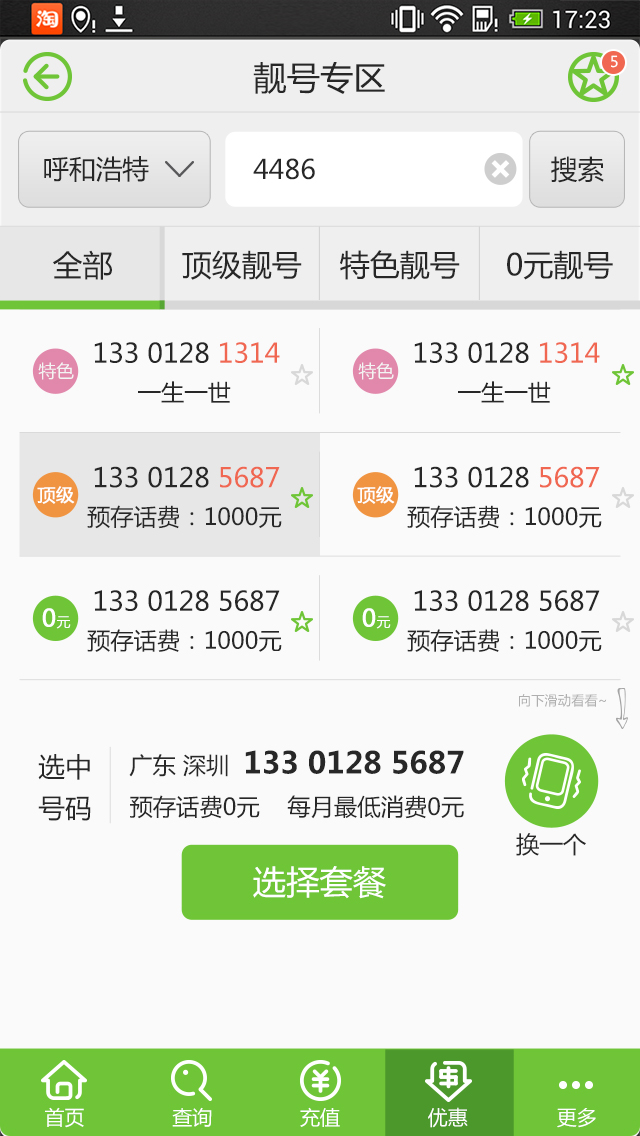 淘 17:23
靓号专区 5
呼和浩特 4486 搜索
全部 顶级靓号 特色靓号 0元靓号
特色 133 0128 1314 特色 133 0128 1314
一生一世 一生一世
顶级 133 0128 5687 顶级 133 0128 5687
预存话费：1000元 预存话费：1000元
0元 133 0128 5687 0元 133 0128 5687
预存话费：1000元 预存话费：1000元
向下滑动看看~
选中 广东 深圳 133 0128 5687
号码 预存话费0元 每月最低消费0元
换一个
选择套餐
首页 查询 充值 优惠 更多